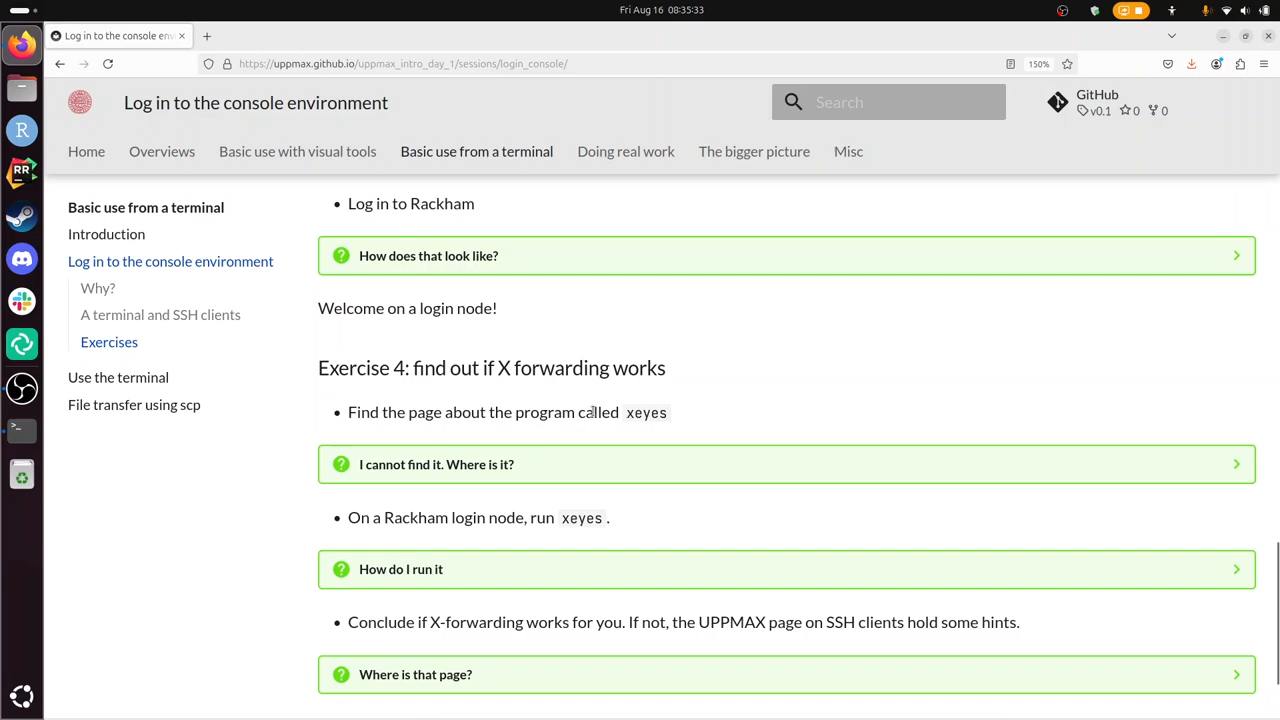 Fri Aug 16 08:35:33
Log in to the console env
https://uppmax.github.io/uppmax_intro_day_1/sessions/login_console/
150%
Log in to the console environment
Search
GitHub
v0.1 0 0
Home Overviews Basic use with visual tools Basic use from a terminal Doing real work The bigger picture Misc
Basic use from a terminal
Introduction
Log in to the console environment
Why?
A terminal and SSH clients
Exercises
Use the terminal
File transfer using scp
• Log in to Rackham
? How does that look like?
Welcome on a login node!
Exercise 4: find out if X forwarding works
• Find the page about the program called xeyes
? I cannot find it. Where is it?
• On a Rackham login node, run xeyes.
? How do I run it
• Conclude if X-forwarding works for you. If not, the UPPMAX page on SSH clients hold some hints.
? Where is that page?
R
RR
>_